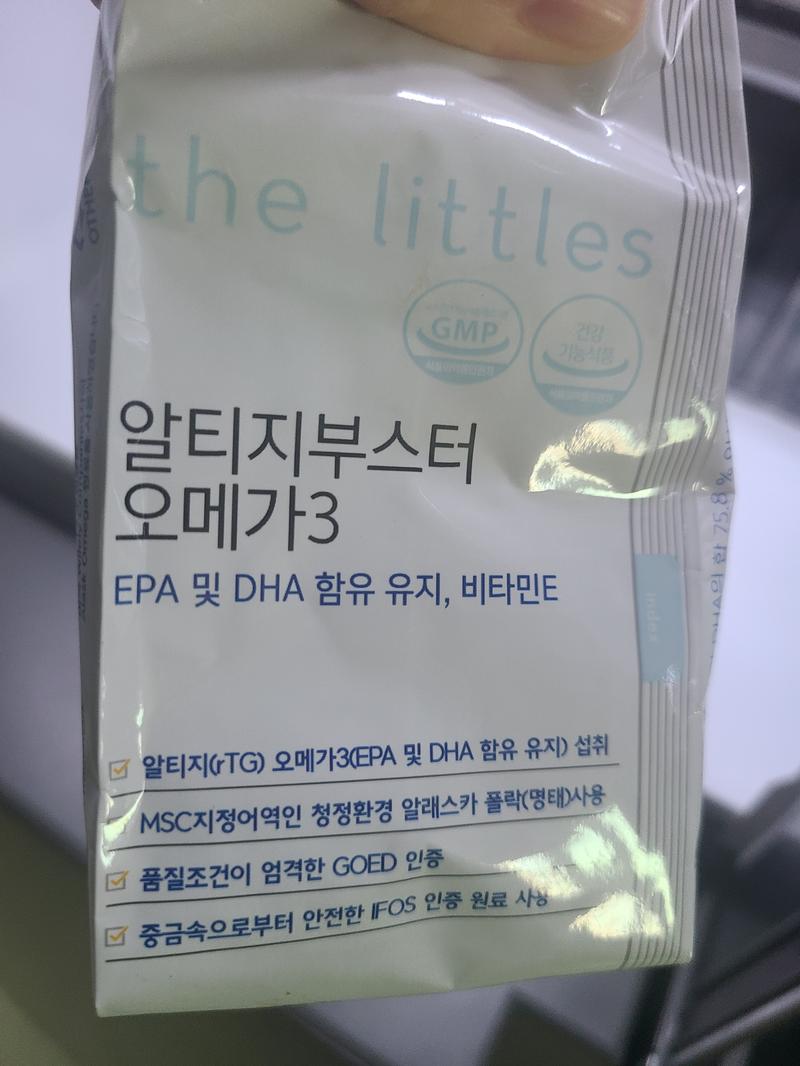 the littles
GMP
건강
기능식품
알티지부스터
오메가3
EPA 및 DHA 함유 유지, 비타민E
index
알티지(rTG) 오메가3(EPA 및 DHA 함유 유지) 섭취
MSC지정어역인 청정환경 알래스카 폴락(명태)사용
품질조건이 엄격한 GOED 인증
중금속으로부터 안전한 IFOS 인증 원료 사용
OTHER
75.8%